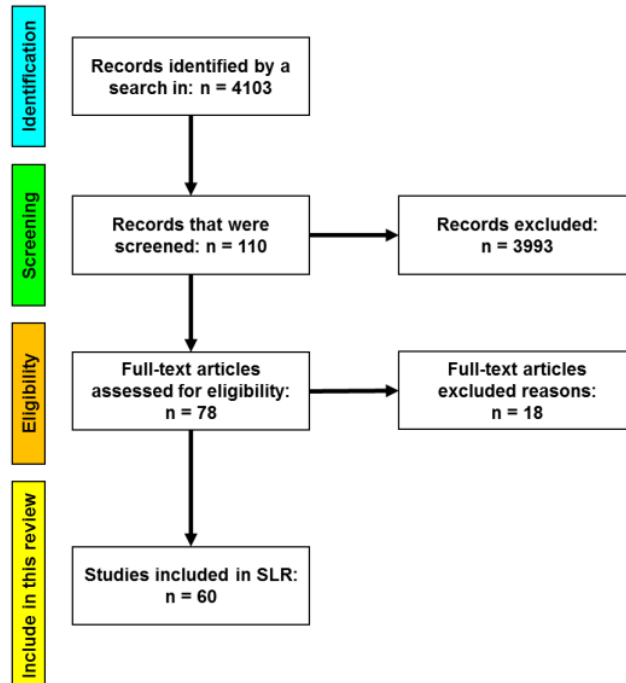 Identification
Records identified by a
search in: n = 4103
Screening
Records that were
screened: n = 110
Records excluded:
n = 3993
Eligibility
Full-text articles
assessed for eligibility:
n = 78
Full-text articles
excluded reasons:
n = 18
Include in this review
Studies included in SLR:
n = 60